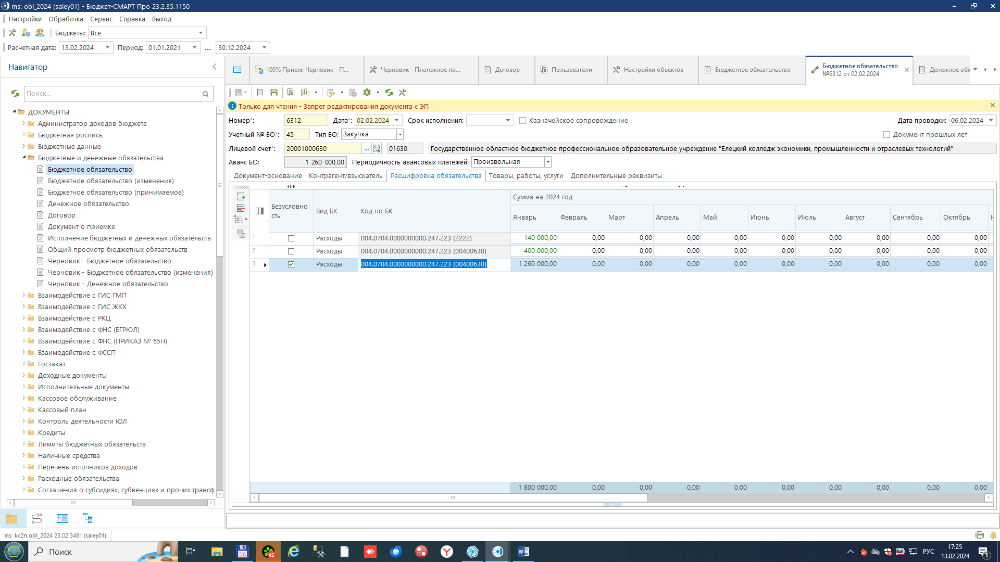 ms: obl_2024 (saley01) - Бюджет-СМАРТ Про 23.2.35.1150
Настройки Обработка Сервис Справка Выход
Бюджеты: Все
Расчетная дата: 13.02.2024 Период: 01.01.2021 ... 30.12.2024
Навигатор
Поиск...
ДОКУМЕНТЫ
Администратор доходов бюджета
Бюджетная роспись
Бюджетные данные
Бюджетные и денежные обязательства
Бюджетное обязательство
Бюджетное обязательство (изменения)
Бюджетное обязательство (принимаемое)
Денежное обязательство
Договор
Документ о приемке
Исполнение бюджетных и денежных обязательств
Общий просмотр бюджетных обязательств
Черновик - Бюджетное обязательство
Черновик - Бюджетное обязательство (изменения)
Черновик - Денежное обязательство
Взаимодействие с ГИС ГМП
Взаимодействие с ГИС ЖКХ
Взаимодействие с РКЦ
Взаимодействие с ФНС (ЕГРЮЛ)
Взаимодействие с ФНС (ПРИКАЗ № 65Н)
Взаимодействие с ФССП
Госзаказ
Доходные документы
Исполнительные документы
Кассовое обслуживание
Кассовый план
Контроль деятельности ЮЛ
Кредиты
Лимиты бюджетных обязательств
Наличные средства
Перечень источников доходов
Расходные обязательства
Соглашения о субсидиях, субвенциях и прочих трансф
100% Прием: Черновик - П...
Черновик - Платежное по...
Договор
Пользователи
Настройки объектов
Бюджетное обязательство
Бюджетное обязательство
№6312 от 02.02.2024
Денежное обя
Только для чтения - Запрет редактирования документа с ЭП
Номер*: 6312 Дата*: 02.02.2024 Срок исполнения: Казначейское сопровождение Дата проводки: 06.02.2024
Учетный № БО*: 45 Тип БО: Закупка Документ прошлых лет
Лицевой счет*: 20001000630 ... 01630 Государственное областное бюджетное профессиональное образовательное учреждение "Елецкий колледж экономики, промышленности и отраслевых технологий"
Аванс БО: 1 260 000,00 Периодичность авансовых платежей: Произвольная
Документ-основание Контрагент/взыскатель Расшифровка обязательства Товары, работы, услуги Дополнительные реквизиты
Безусловно
сть
Вид БК
Код по БК
Сумма на 2024 год
Январь Февраль Март Апрель Май Июнь Июль Август Сентябрь Октябрь Н
1 Расходы 004.0704.0000000000.247.223 (2222) 140 000,00 0,00 0,00 0,00 0,00 0,00 0,00 0,00 0,00 0,00
2 Расходы 004.0704.0000000000.247.223 (00400630) 400 000,00 0,00 0,00 0,00 0,00 0,00 0,00 0,00 0,00 0,00
3 Расходы 004.0704.0000000000.247.223 (00400630) 1 260 000,00 0,00 0,00 0,00 0,00 0,00 0,00 0,00 0,00 0,00
1 800 000,00 0,00 0,00 0,00 0,00 0,00 0,00 0,00 0,00 0,00
ms: kc2n.obl_2024 23.02.3481 (saley01)
Поиск
42
42
РУС
17:25
13.02.2024
1